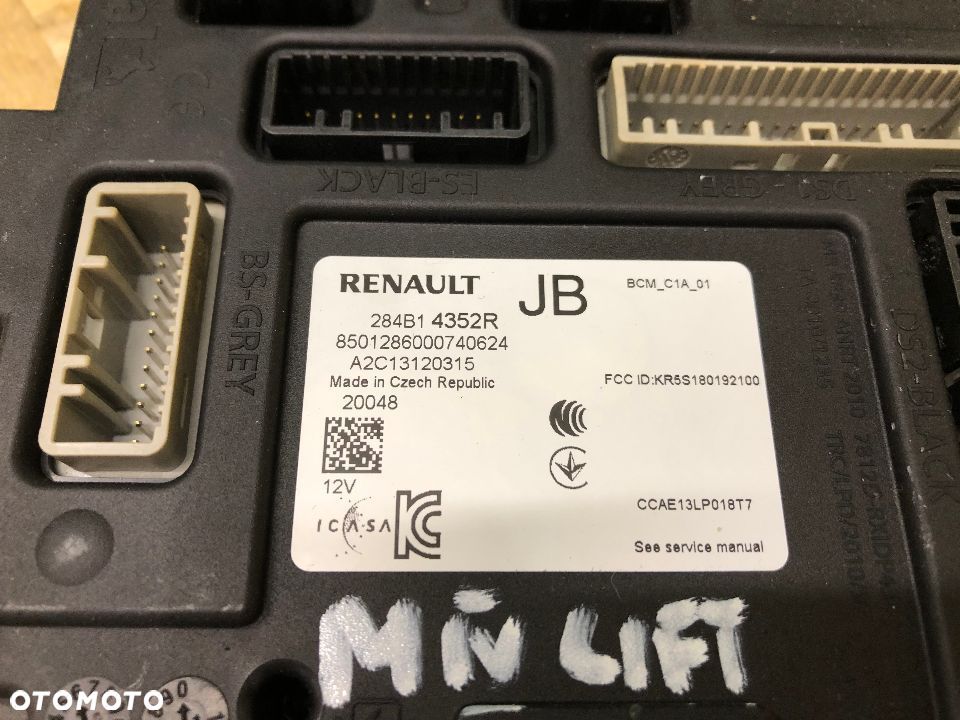 ES-BLACK
DS1-GREY
BS-GREY
DS2-BLACK
RENAULT
JB
BCM_C1A_01
284B1 4352R
8501286000740624
A2C13120315
Made in Czech Republic
FCC ID:KR5S180192100
20048
12V
ICASA
CCAE13LP018T7
See service manual
MIV LIFT
OTOMOTO